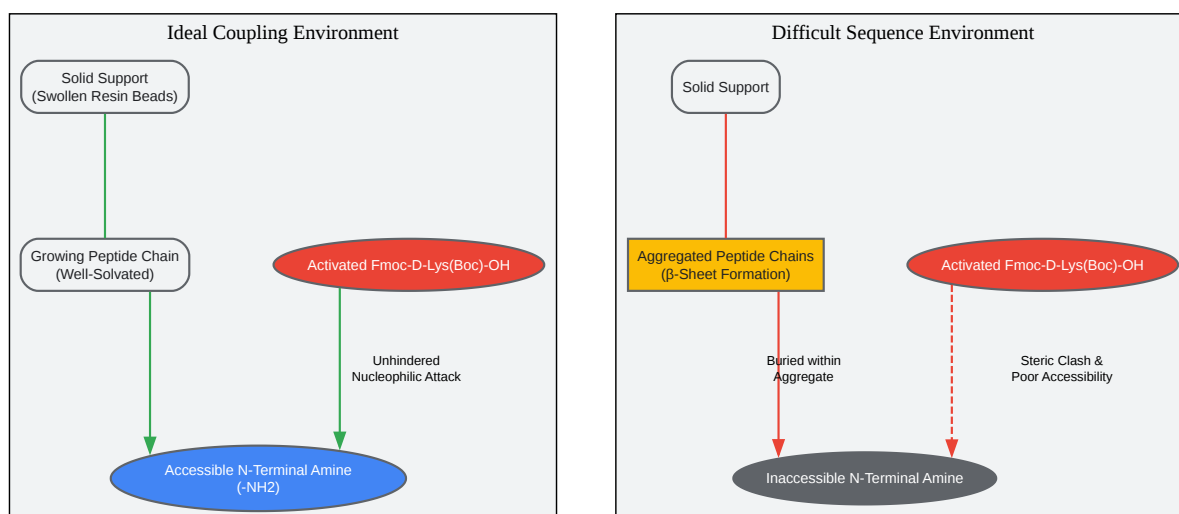 Ideal Coupling Environment
Solid Support
(Swollen Resin Beads)
Growing Peptide Chain
(Well-Solvated)
Activated Fmoc-D-Lys(Boc)-OH
Unhindered
Nucleophilic Attack
Accessible N-Terminal Amine
(-NH2)
Difficult Sequence Environment
Solid Support
Aggregated Peptide Chains
(β-Sheet Formation)
Activated Fmoc-D-Lys(Boc)-OH
Buried within
Aggregate
Steric Clash &
Poor Accessibility
Inaccessible N-Terminal Amine